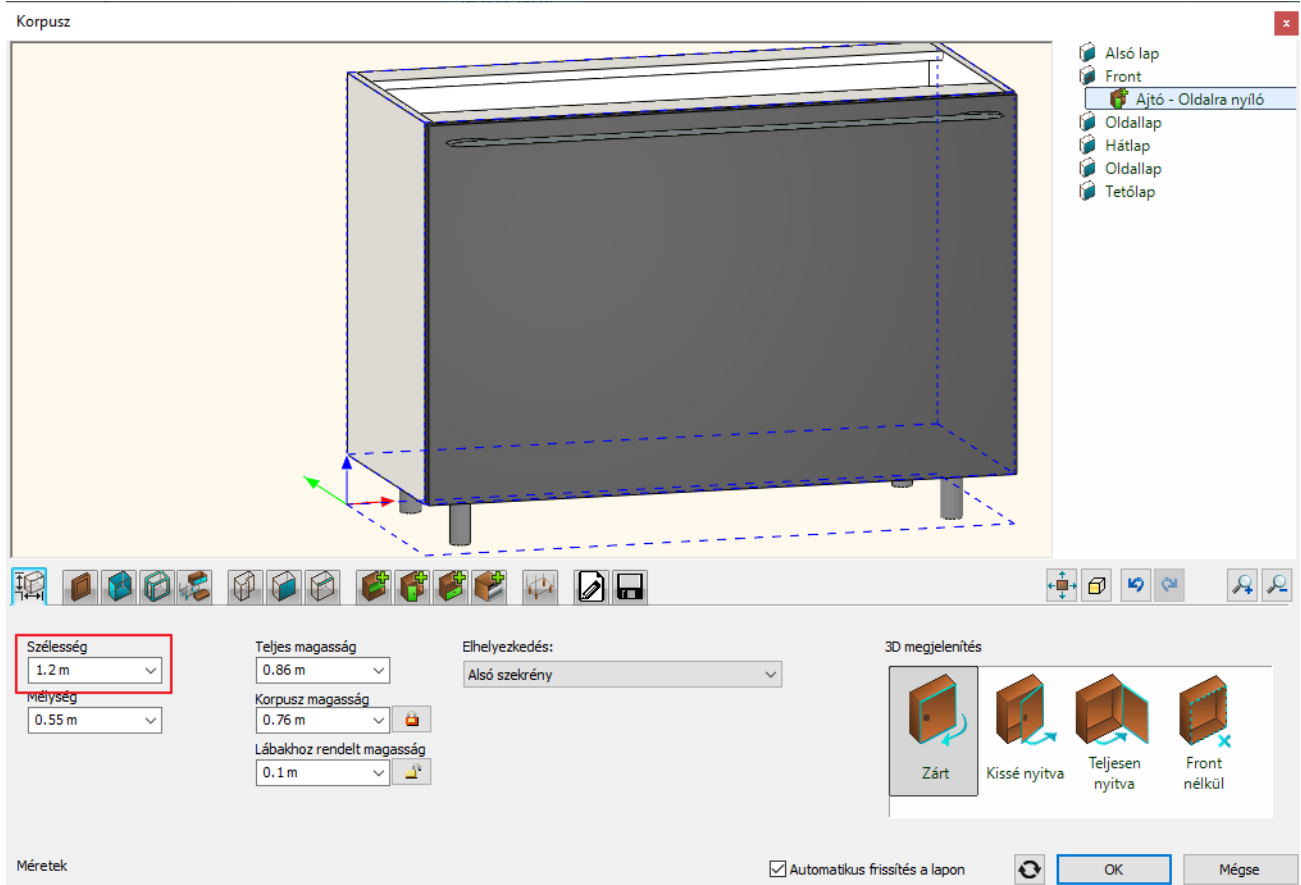 Korpusz
x
Alsó lap
Front
Ajtó - Oldalra nyíló
Oldallap
Hátlap
Oldallap
Tetőlap
Szélesség
1.2 m
Mélység
0.55 m
Teljes magasság
0.86 m
Korpusz magasság
0.76 m
Lábakhoz rendelt magasság
0.1 m
Elhelyezkedés:
Alsó szekrény
3D megjelenítés
Zárt
Kissé nyitva
Teljesen
nyitva
Front
nélkül
Méretek
Automatikus frissítés a lapon
OK
Mégse